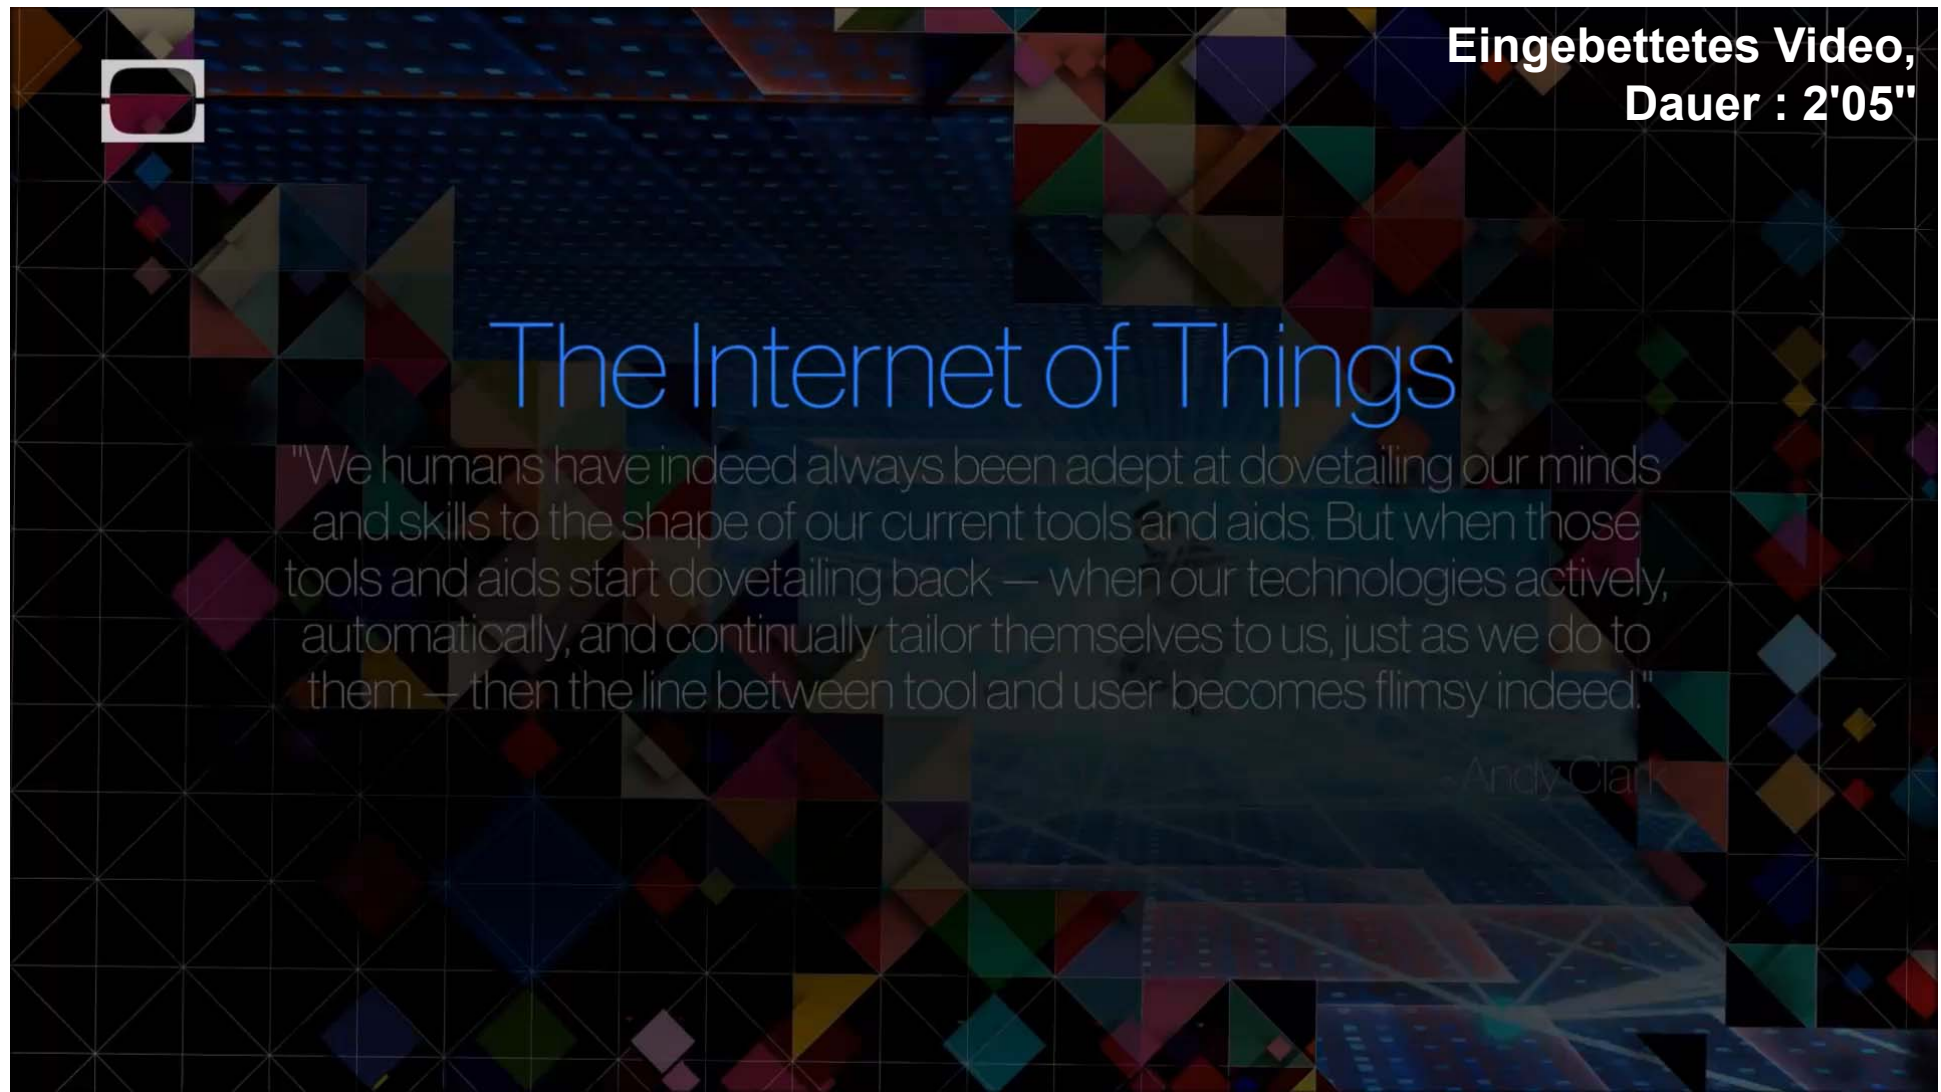 Eingebettetes Video,
Dauer : 2'05"
The Internet of Things
"We humans have indeed always been adept at dovetailing our minds
and skills to the shape of our current tools and aids. But when those
tools and aids start dovetailing back — when our technologies actively,
automatically, and continually tailor themselves to us, just as we do to
them — then the line between tool and user becomes flimsy indeed."
- Andy Clark